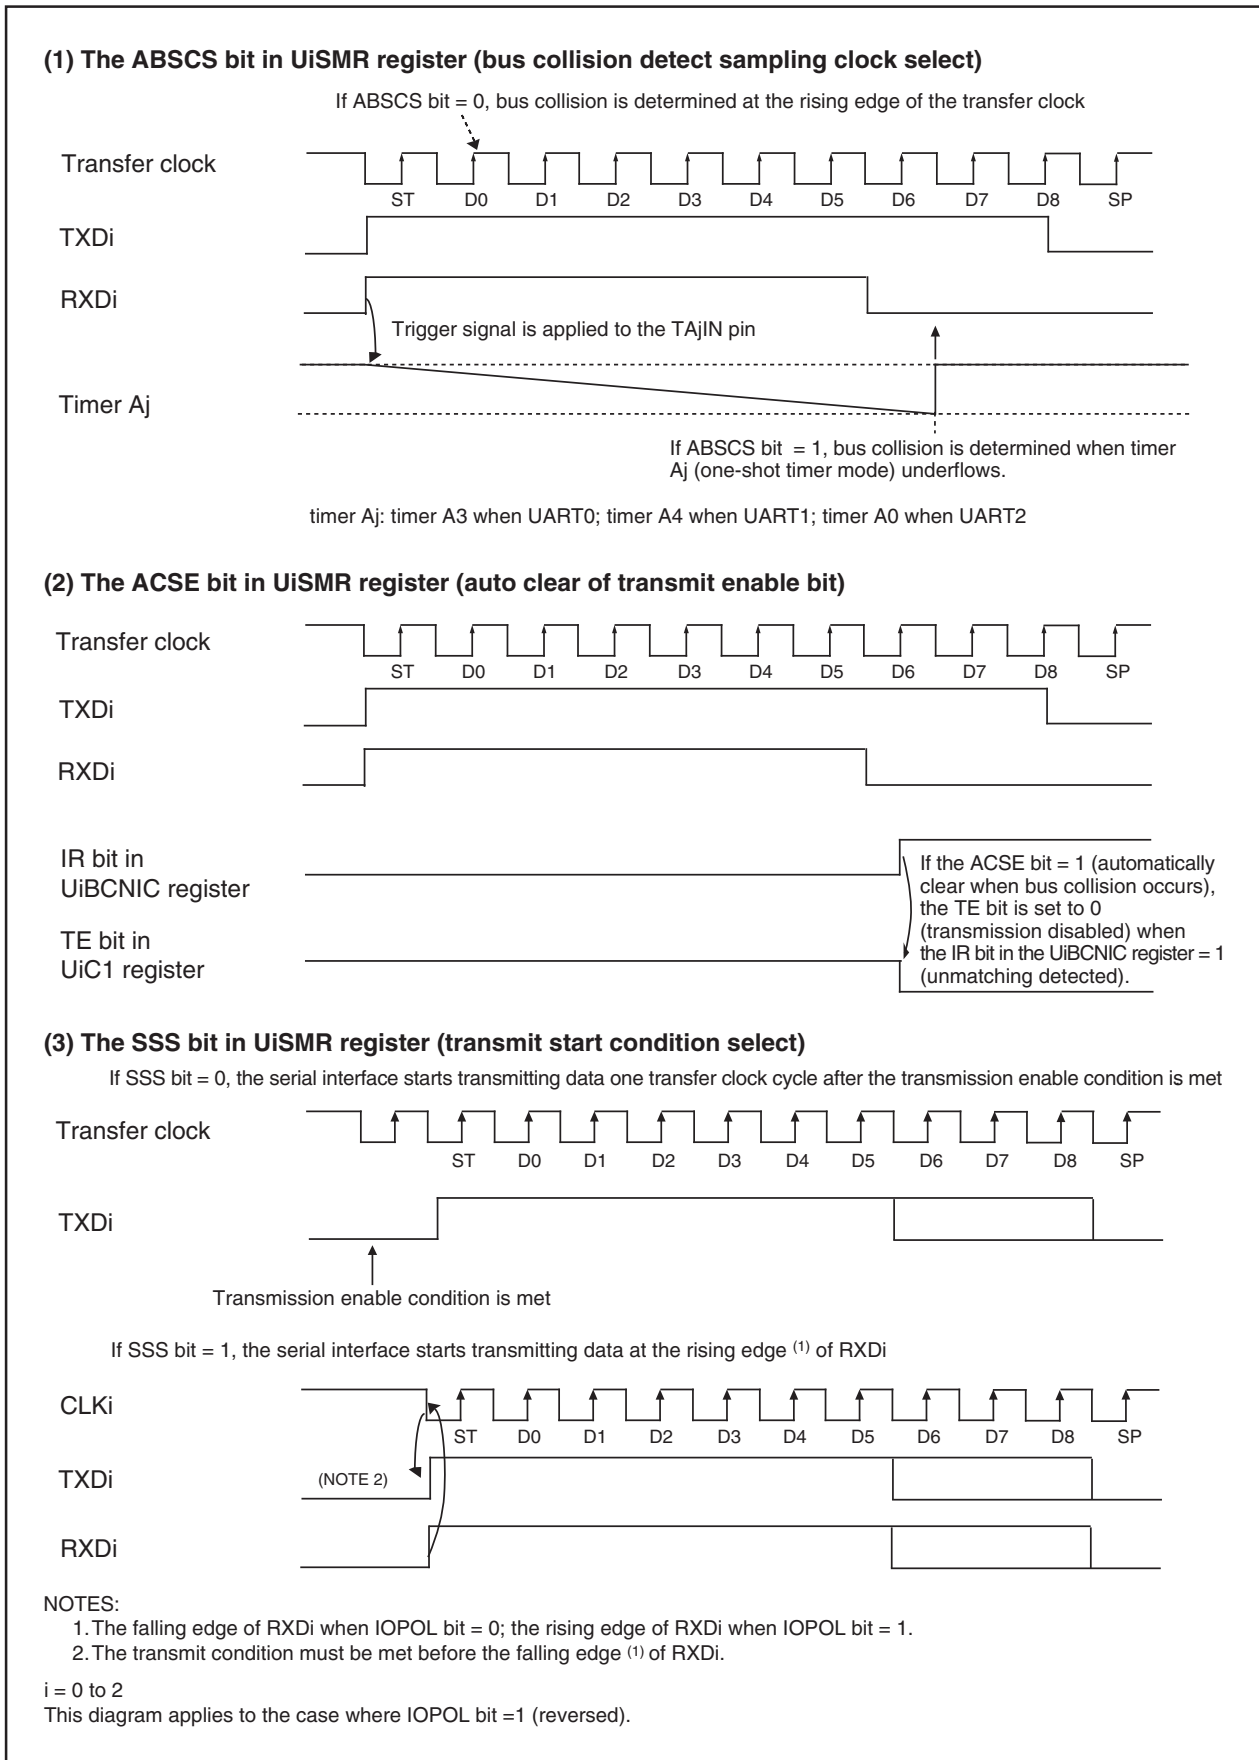 (1) The ABSCS bit in UiSMR register (bus collision detect sampling clock select)
If ABSCS bit = 0, bus collision is determined at the rising edge of the transfer clock
Transfer clock
ST D0 D1 D2 D3 D4 D5 D6 D7 D8 SP
TXDi
RXDi
Trigger signal is applied to the TAjIN pin
Timer Aj
If ABSCS bit = 1, bus collision is determined when timer
Aj (one-shot timer mode) underflows.
timer Aj: timer A3 when UART0; timer A4 when UART1; timer A0 when UART2
(2) The ACSE bit in UiSMR register (auto clear of transmit enable bit)
Transfer clock
ST D0 D1 D2 D3 D4 D5 D6 D7 D8 SP
TXDi
RXDi
IR bit in
UiBCNIC register
If the ACSE bit = 1 (automatically
clear when bus collision occurs),
the TE bit is set to 0
(transmission disabled) when
the IR bit in the UiBCNIC register = 1
(unmatching detected).
TE bit in
UiC1 register
(3) The SSS bit in UiSMR register (transmit start condition select)
If SSS bit = 0, the serial interface starts transmitting data one transfer clock cycle after the transmission enable condition is met
Transfer clock
ST D0 D1 D2 D3 D4 D5 D6 D7 D8 SP
TXDi
Transmission enable condition is met
If SSS bit = 1, the serial interface starts transmitting data at the rising edge (1) of RXDi
CLKi
ST D0 D1 D2 D3 D4 D5 D6 D7 D8 SP
TXDi
(NOTE 2)
RXDi
NOTES:
1. The falling edge of RXDi when IOPOL bit = 0; the rising edge of RXDi when IOPOL bit = 1.
2. The transmit condition must be met before the falling edge (1) of RXDi.
i = 0 to 2
This diagram applies to the case where IOPOL bit =1 (reversed).